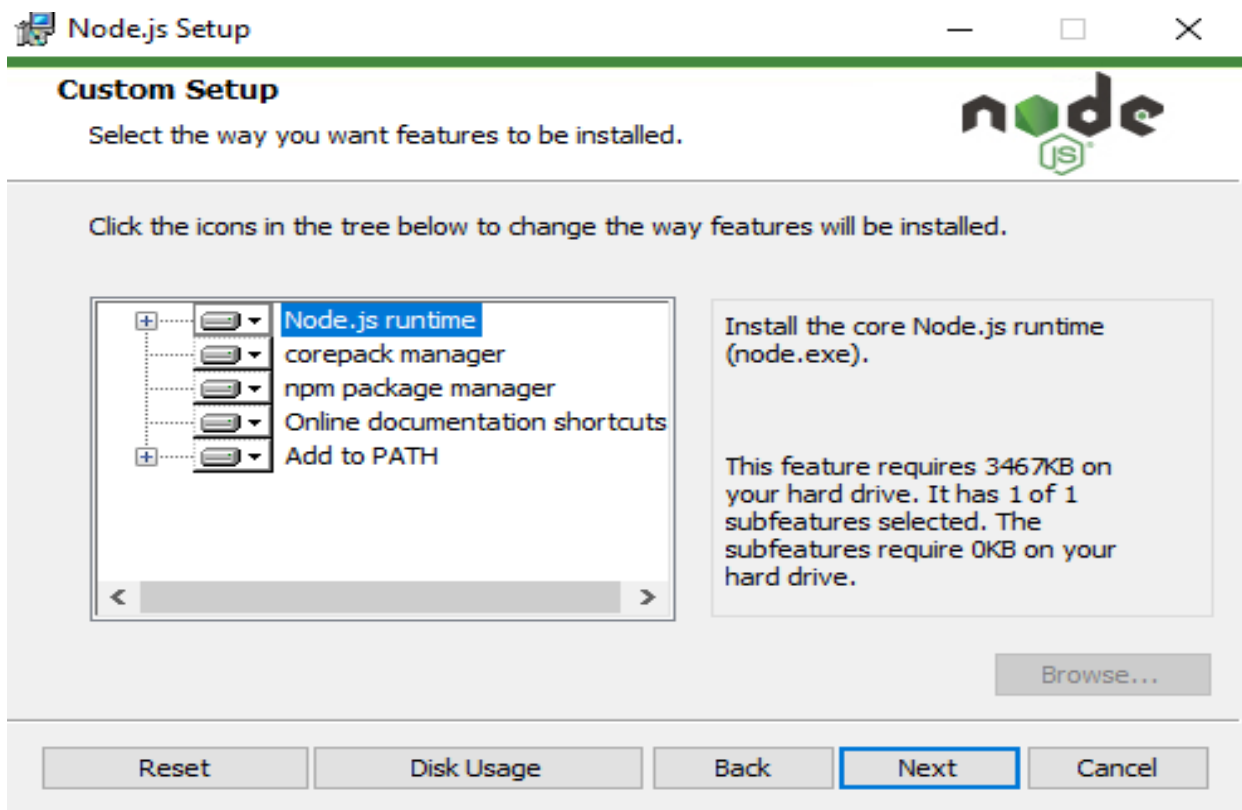 Node.js Setup
Custom Setup
Select the way you want features to be installed.
node
JS
Click the icons in the tree below to change the way features will be installed.
Node.js runtime
corepack manager
npm package manager
Online documentation shortcuts
Add to PATH
Install the core Node.js runtime
(node.exe).
This feature requires 3467KB on
your hard drive. It has 1 of 1
subfeatures selected. The
subfeatures require 0KB on your
hard drive.
Browse...
Reset
Disk Usage
Back
Next
Cancel